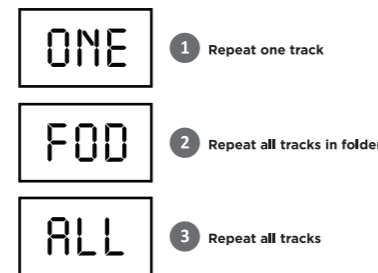 ONE
1 Repeat one track
FOD
2 Repeat all tracks in folder
ALL
3 Repeat all tracks